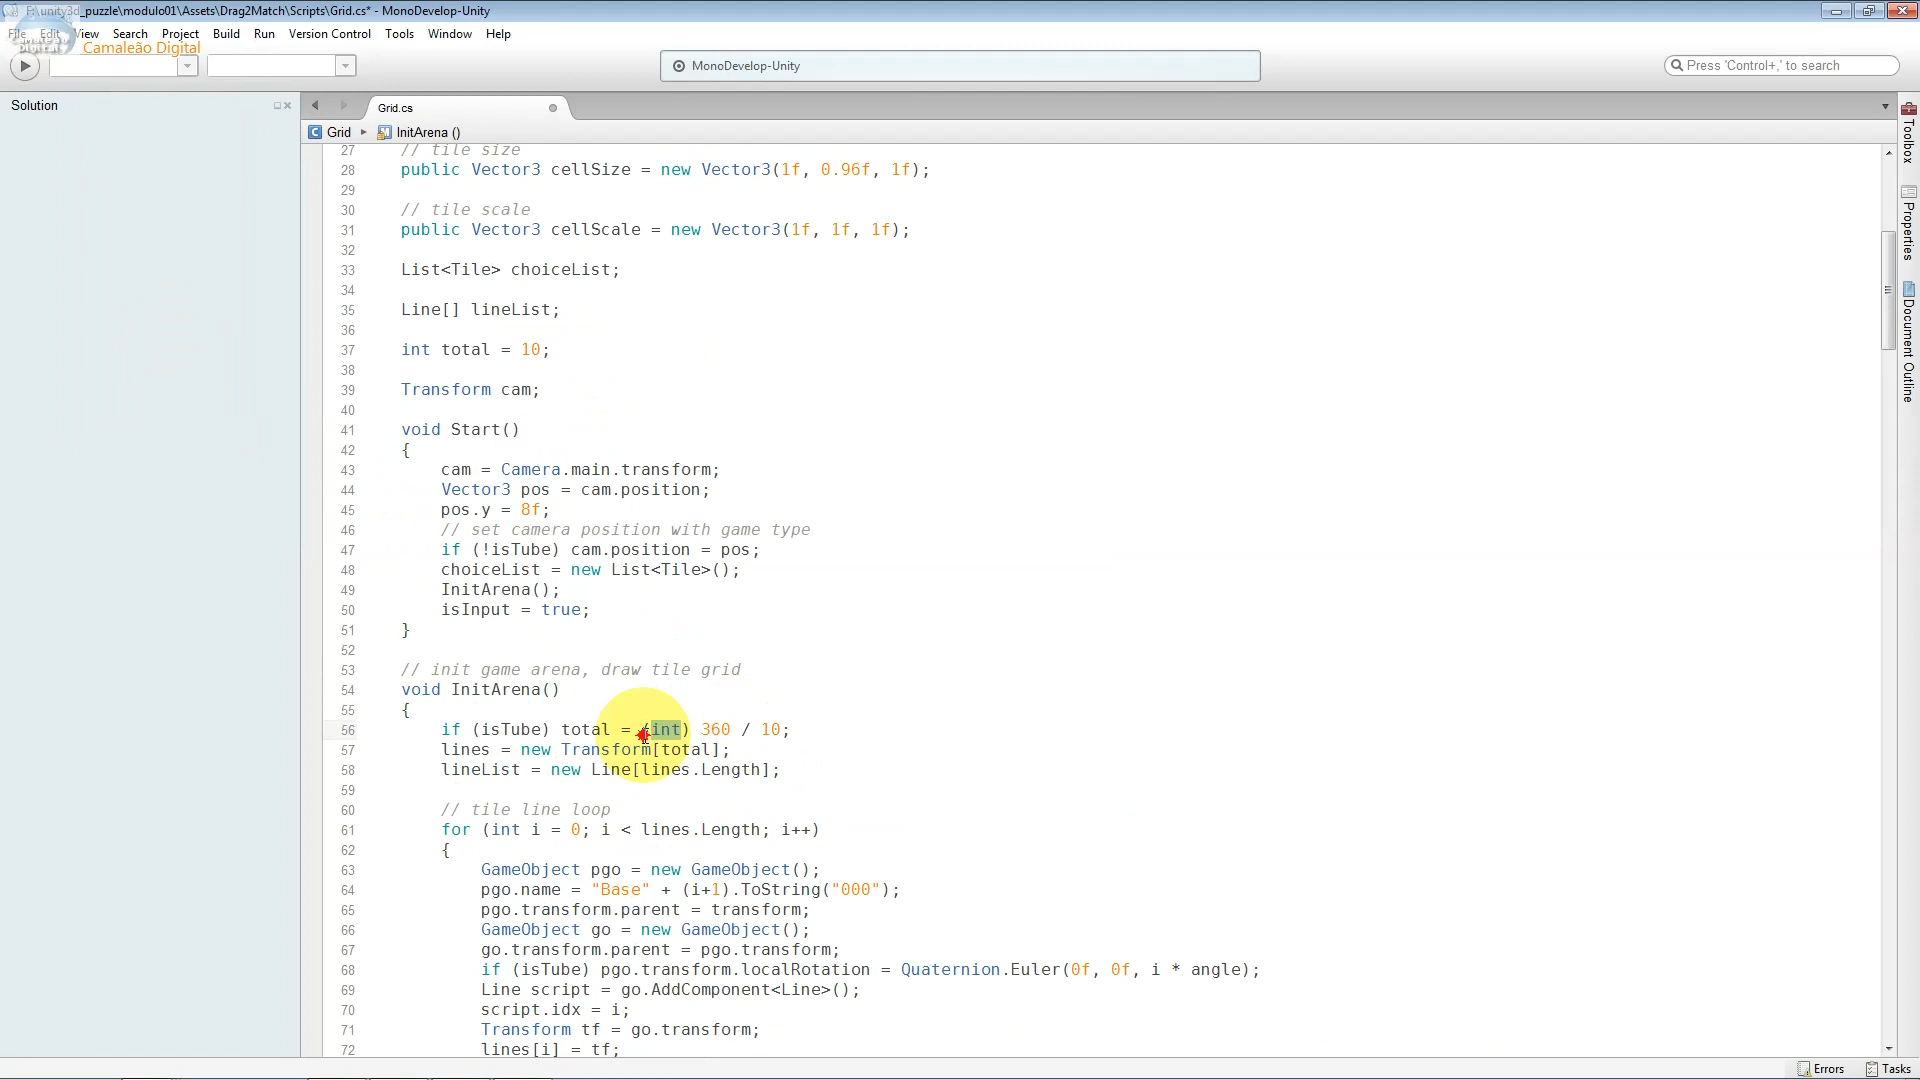 F:\unity3d_puzzle\modulo01\Assets\Drag2Match\Scripts\Grid.cs* - MonoDevelop-Unity
File Edit View Search Project Build Run Version Control Tools Window Help
Camaleão Digital
MonoDevelop-Unity
Press 'Control+,' to search
Solution
Grid.cs
Grid InitArena ()
27 // tile size
28 public Vector3 cellSize = new Vector3(1f, 0.96f, 1f);
29
30 // tile scale
31 public Vector3 cellScale = new Vector3(1f, 1f, 1f);
32
33 List<Tile> choiceList;
34
35 Line[] lineList;
36
37 int total = 10;
38
39 Transform cam;
40
41 void Start()
42 {
43 cam = Camera.main.transform;
44 Vector3 pos = cam.position;
45 pos.y = 8f;
46 // set camera position with game type
47 if (!isTube) cam.position = pos;
48 choiceList = new List<Tile>();
49 InitArena();
50 isInput = true;
51 }
52
53 // init game arena, draw tile grid
54 void InitArena()
55 {
56 if (isTube) total = (int) 360 / 10;
57 lines = new Transform[total];
58 lineList = new Line[lines.Length];
59
60 // tile line loop
61 for (int i = 0; i < lines.Length; i++)
62 {
63 GameObject pgo = new GameObject();
64 pgo.name = "Base" + (i+1).ToString("000");
65 pgo.transform.parent = transform;
66 GameObject go = new GameObject();
67 go.transform.parent = pgo.transform;
68 if (isTube) pgo.transform.localRotation = Quaternion.Euler(0f, 0f, i * angle);
69 Line script = go.AddComponent<Line>();
70 script.idx = i;
71 Transform tf = go.transform;
72 lines[i] = tf;
Toolbox
Properties
Document Outline
Errors Tasks